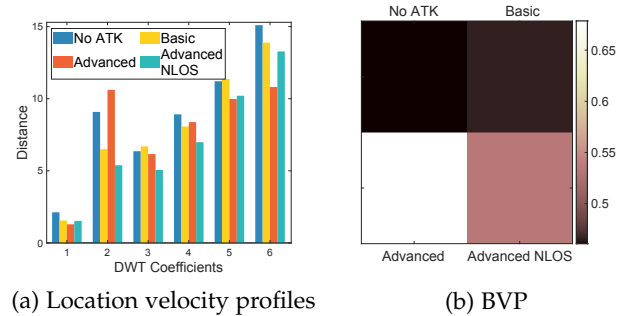 15
10
5
0
Distance
No ATK
Basic
Advanced
Advanced
NLOS
1 2 3 4 5 6
DWT Coefficients
(a) Location velocity profiles
No ATK Basic
Advanced Advanced NLOS
0.65
0.6
0.55
0.5
(b) BVP